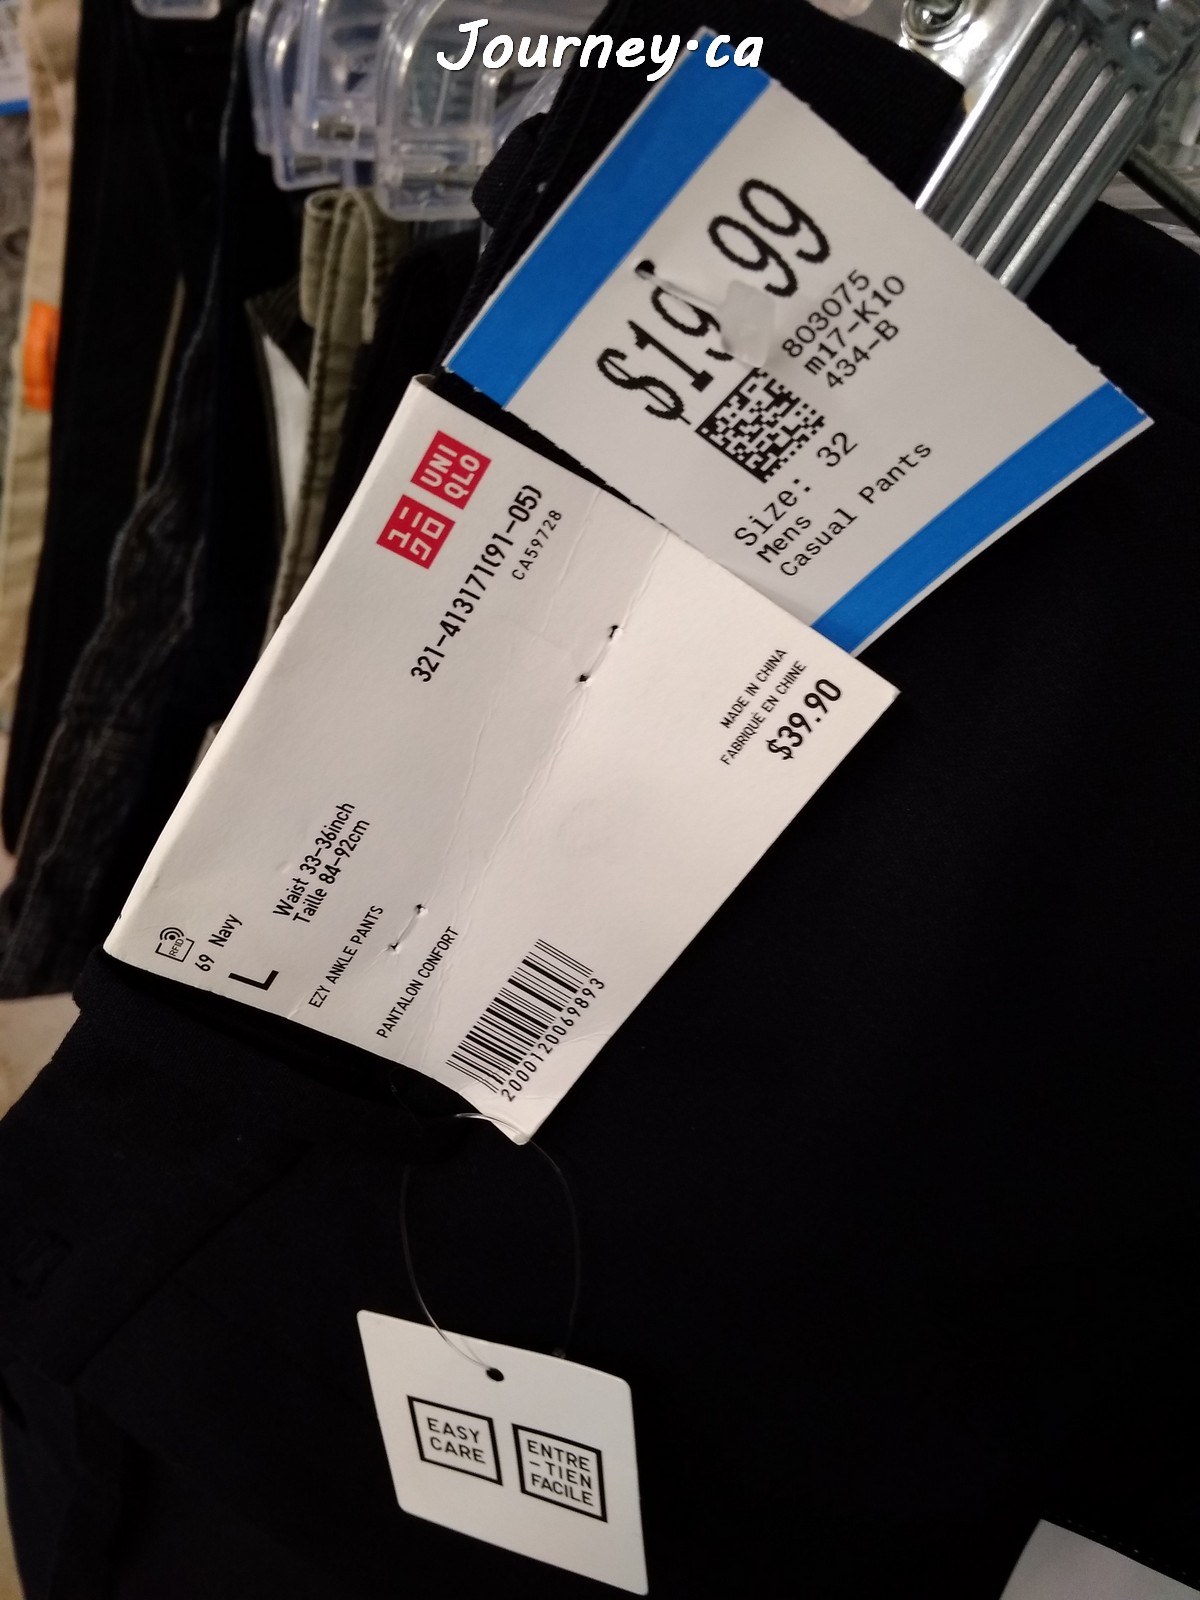 Journey.ca
$19.99
803075
m17-K10
434-B
Size: 32
Mens
Casual Pants
ユニ
クロ
UNI
QLO
321-413171(91-05)
CA59728
MADE IN CHINA
FABRIQUÉ EN CHINE
$39.90
RFID
69 Navy
L
Waist 33-36inch
Taille 84-92cm
EZY ANKLE PANTS
PANTALON CONFORT
2000120069893
EASY
CARE
ENTRE
-TIEN
FACILE